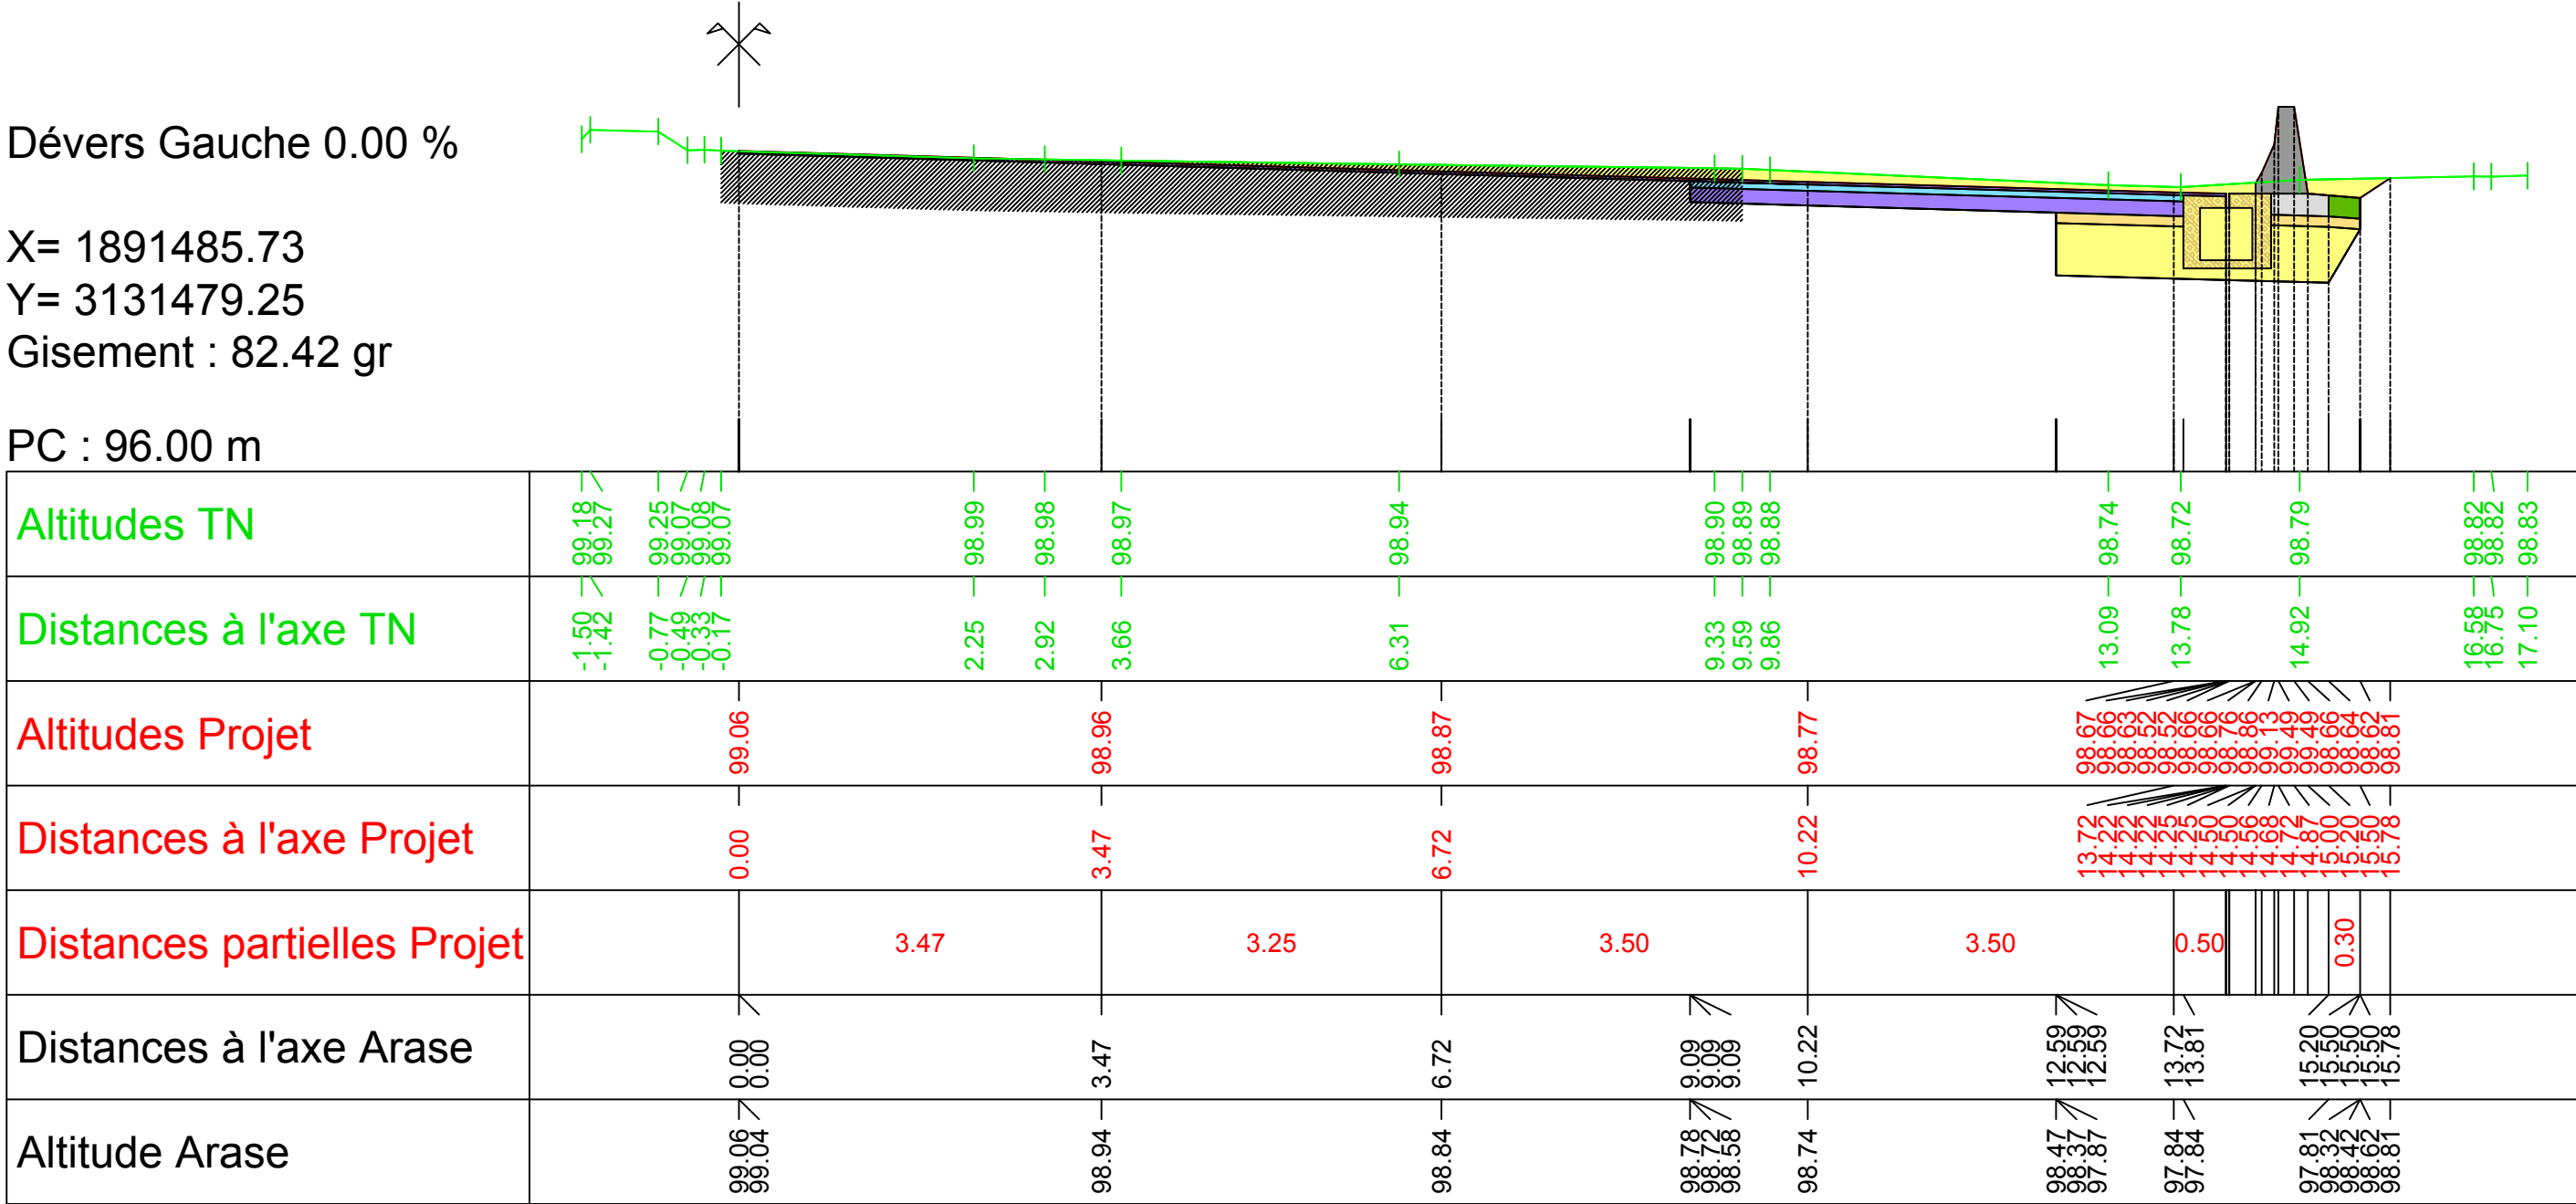 Dévers Gauche 0.00 %
X= 1891485.73
Y= 3131479.25
Gisement : 82.42 gr
PC : 96.00 m
Altitudes TN 99.18 99.27 99.25 99.07 99.08 99.07 98.99 98.98 98.97 98.94 98.90 98.89 98.88 98.74 98.72 98.79 98.82 98.82 98.83
Distances à l'axe TN -1.50 -1.42 -0.77 -0.49 -0.33 -0.17 2.25 2.92 3.66 6.31 9.33 9.59 9.86 13.09 13.78 14.92 16.58 16.75 17.10
Altitudes Projet 99.06 98.96 98.87 98.77 98.67 98.66 98.63 98.52 98.52 98.66 98.66 98.76 98.86 99.13 99.49 99.49 98.66 98.64 98.62 98.81
Distances à l'axe Projet 0.00 3.47 6.72 10.22 13.72 14.22 14.22 14.22 14.25 14.25 14.50 14.50 14.56 14.68 14.72 14.87 15.00 15.20 15.50 15.78
Distances partielles Projet 3.47 3.25 3.50 3.50 0.50 0.30
Distances à l'axe Arase 0.00 0.00 3.47 6.72 9.09 9.09 9.09 10.22 12.59 12.59 12.59 13.72 13.81 15.20 15.50 15.50 15.50 15.78
Altitude Arase 99.06 99.04 98.94 98.84 98.78 98.72 98.58 98.74 98.47 98.37 97.87 97.84 97.84 97.81 98.32 98.42 98.62 98.81